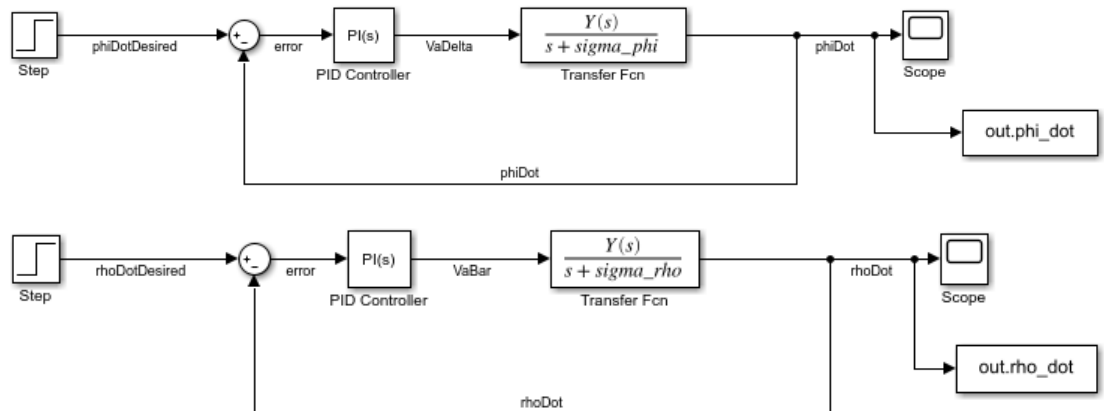 phiDotDesired
+
-
error
PI(s)
VaDelta
Y(s)
s + sigma_phi
phiDot
Step
PID Controller
Transfer Fcn
Scope
out.phi_dot
phiDot
rhoDotDesired
+
-
error
PI(s)
VaBar
Y(s)
s + sigma_rho
rhoDot
Step
PID Controller
Transfer Fcn
Scope
out.rho_dot
rhoDot